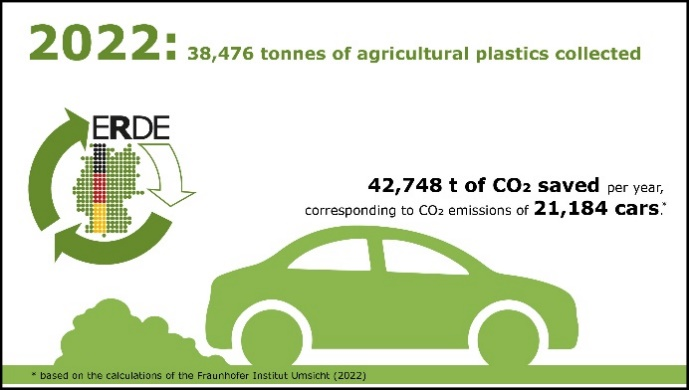 2022: 38,476 tonnes of agricultural plastics collected
ERDE
42,748 t of CO₂ saved per year,
corresponding to CO₂ emissions of 21,184 cars.*
* based on the calculations of the Fraunhofer Institut Umsicht (2022)